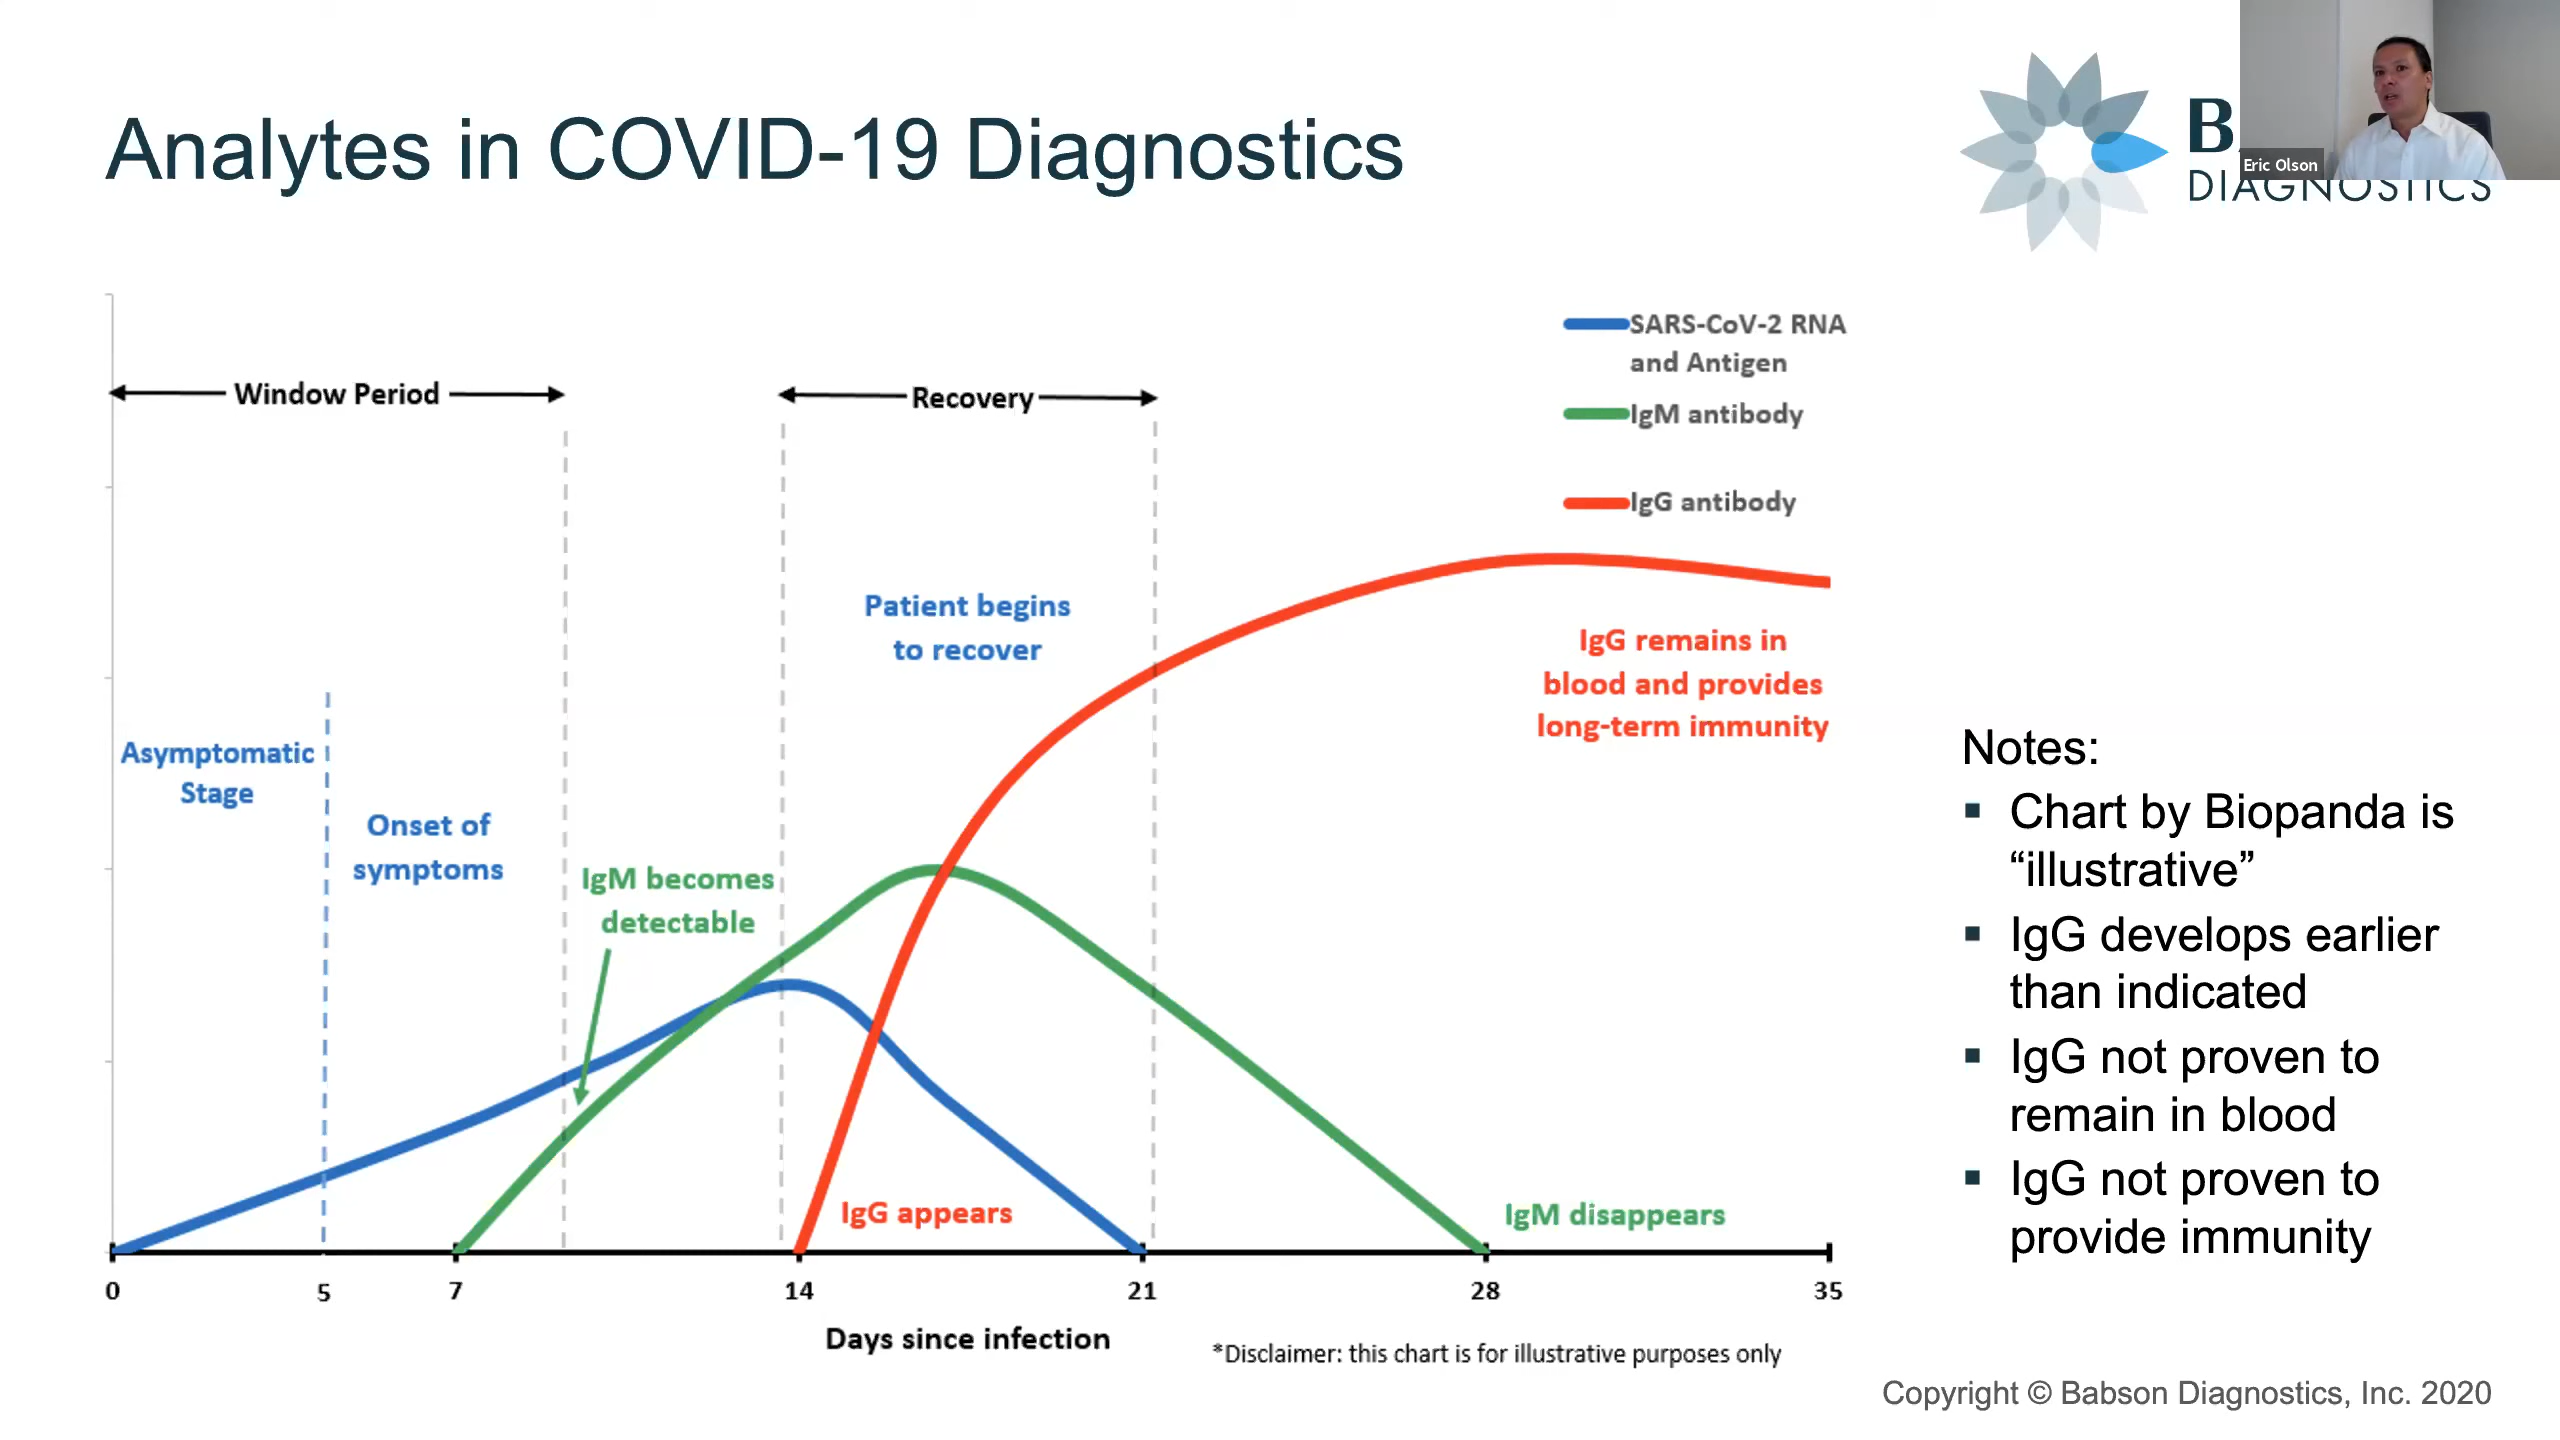 Analytes in COVID-19 Diagnostics
B
DIAGNOSTICS
Eric Olson
SARS-CoV-2 RNA
and Antigen
IgM antibody
IgG antibody
Window Period
Recovery
Patient begins
to recover
IgG remains in
blood and provides
long-term immunity
Asymptomatic
Stage
Onset of
symptoms
IgM becomes
detectable
IgG appears
IgM disappears
0 5 7 14 21 28 35
Days since infection
*Disclaimer: this chart is for illustrative purposes only
Notes:
▪ Chart by Biopanda is
“illustrative”
▪ IgG develops earlier
than indicated
▪ IgG not proven to
remain in blood
▪ IgG not proven to
provide immunity
Copyright © Babson Diagnostics, Inc. 2020